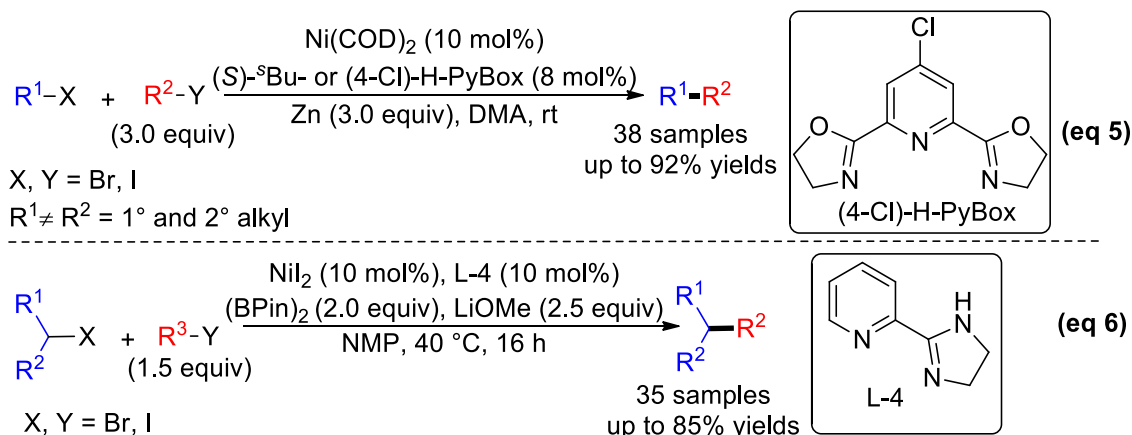 Ni(COD)₂ (10 mol%)
(S)-ˢBu- or (4-Cl)-H-PyBox (8 mol%)
R¹-X + R²-Y
Zn (3.0 equiv), DMA, rt
R¹-R²
(3.0 equiv)
38 samples
up to 92% yields
X, Y = Br, I
R¹≠ R² = 1° and 2° alkyl
Cl
O
N
O
N
N
(4-Cl)-H-PyBox
(eq 5)
NiI₂ (10 mol%), L-4 (10 mol%)
(BPin)₂ (2.0 equiv), LiOMe (2.5 equiv)
R¹
X + R³-Y
R²
NMP, 40 °C, 16 h
(1.5 equiv)
R¹
R²
R²
35 samples
up to 85% yields
X, Y = Br, I
H
N
N
N
L-4
(eq 6)